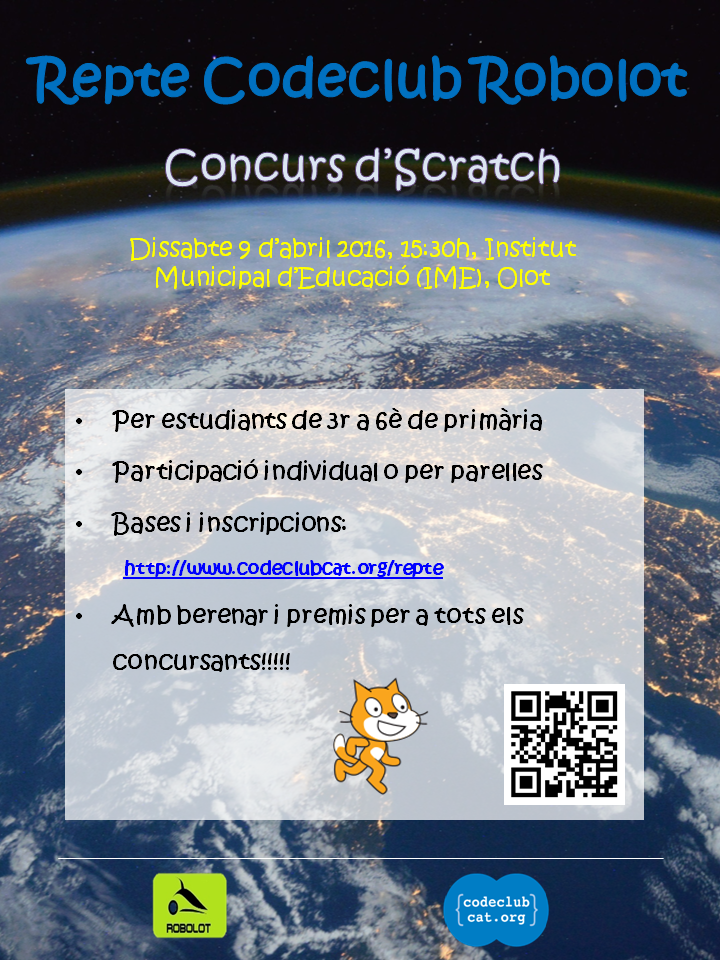 Repte Codeclub Robolot
Concurs d'Scratch
Dissabte 9 d'abril 2016, 15:30h, Institut
Municipal d'Educació (IME), Olot
• Per estudiants de 3r a 6è de primària
• Participació individual o per parelles
• Bases i inscripcions:
http://www.codeclubcat.org/repte
• Amb berenar i premis per a tots els
concursants!!!!!
ROBOLOT
{codeclub
cat.org}